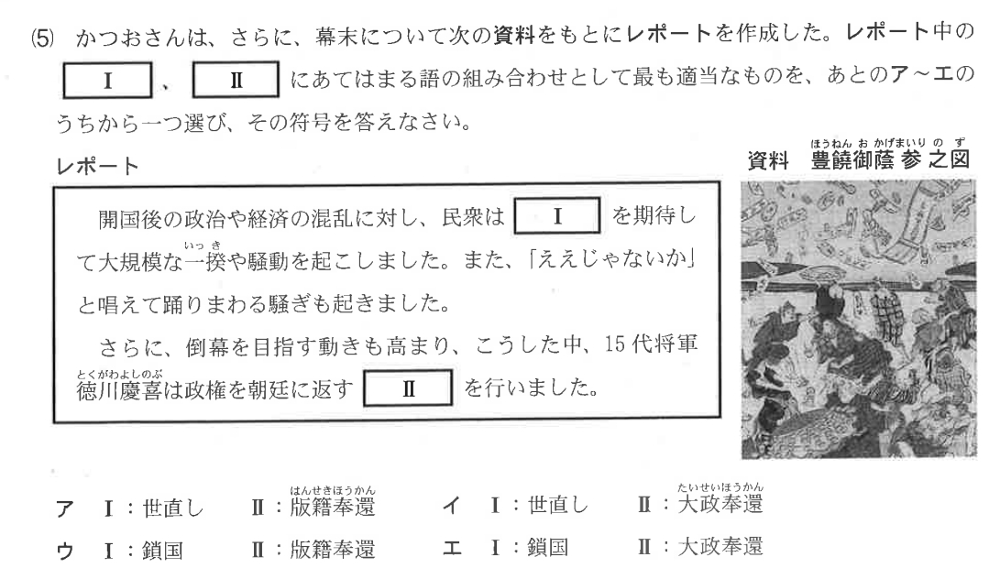 (5) かつおさんは、さらに、幕末について次の資料をもとにレポートを作成した。レポート中の
Ⅰ 、 Ⅱ にあてはまる語の組み合わせとして最も適当なものを、あとのア～エの
うちから一つ選び、その符号を答えなさい。
レポート
ほうねん お かげまいり の ず
資料 豊饒御蔭参之図
開国後の政治や経済の混乱に対し、民衆は Ⅰ を期待し
いっ き
て大規模な一揆や騒動を起こしました。また、「ええじゃないか」
と唱えて踊りまわる騒ぎも起きました。
さらに、倒幕を目指す動きも高まり、こうした中、15代将軍
とくがわよしのぶ
徳川慶喜は政権を朝廷に返す Ⅱ を行いました。
はんせきほうかん たいせいほうかん
ア Ⅰ：世直し Ⅱ：版籍奉還 イ Ⅰ：世直し Ⅱ：大政奉還
ウ Ⅰ：鎖国 Ⅱ：版籍奉還 エ Ⅰ：鎖国 Ⅱ：大政奉還